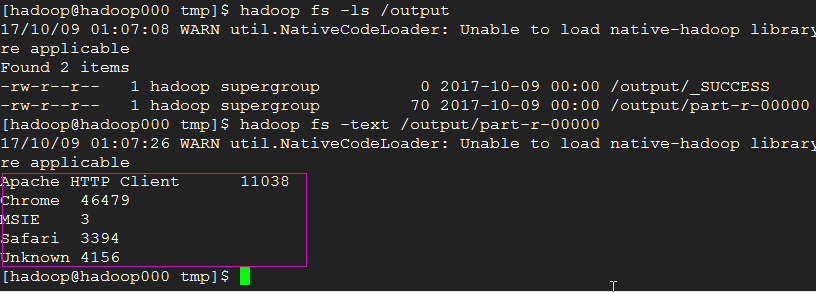 [hadoop@hadoop000 tmp]$ hadoop fs -ls /output
17/10/09 01:07:08 WARN util.NativeCodeLoader: Unable to load native-hadoop library
re applicable
Found 2 items
-rw-r--r--   1 hadoop supergroup          0 2017-10-09 00:00 /output/_SUCCESS
-rw-r--r--   1 hadoop supergroup         70 2017-10-09 00:00 /output/part-r-00000
[hadoop@hadoop000 tmp]$ hadoop fs -text /output/part-r-00000
17/10/09 01:07:26 WARN util.NativeCodeLoader: Unable to load native-hadoop library
re applicable
Apache HTTP Client      11038
Chrome  46479
MSIE    3
Safari  3394
Unknown 4156
[hadoop@hadoop000 tmp]$